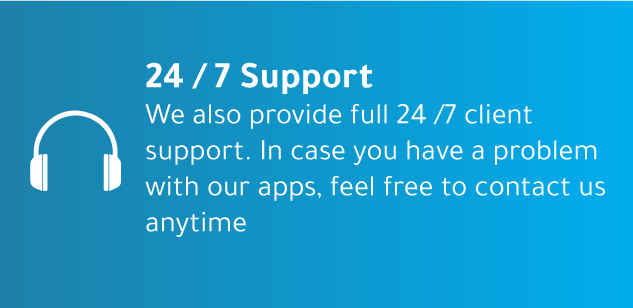 24 / 7 Support
We also provide full 24 /7 client
support. In case you have a problem
with our apps, feel free to contact us
anytime